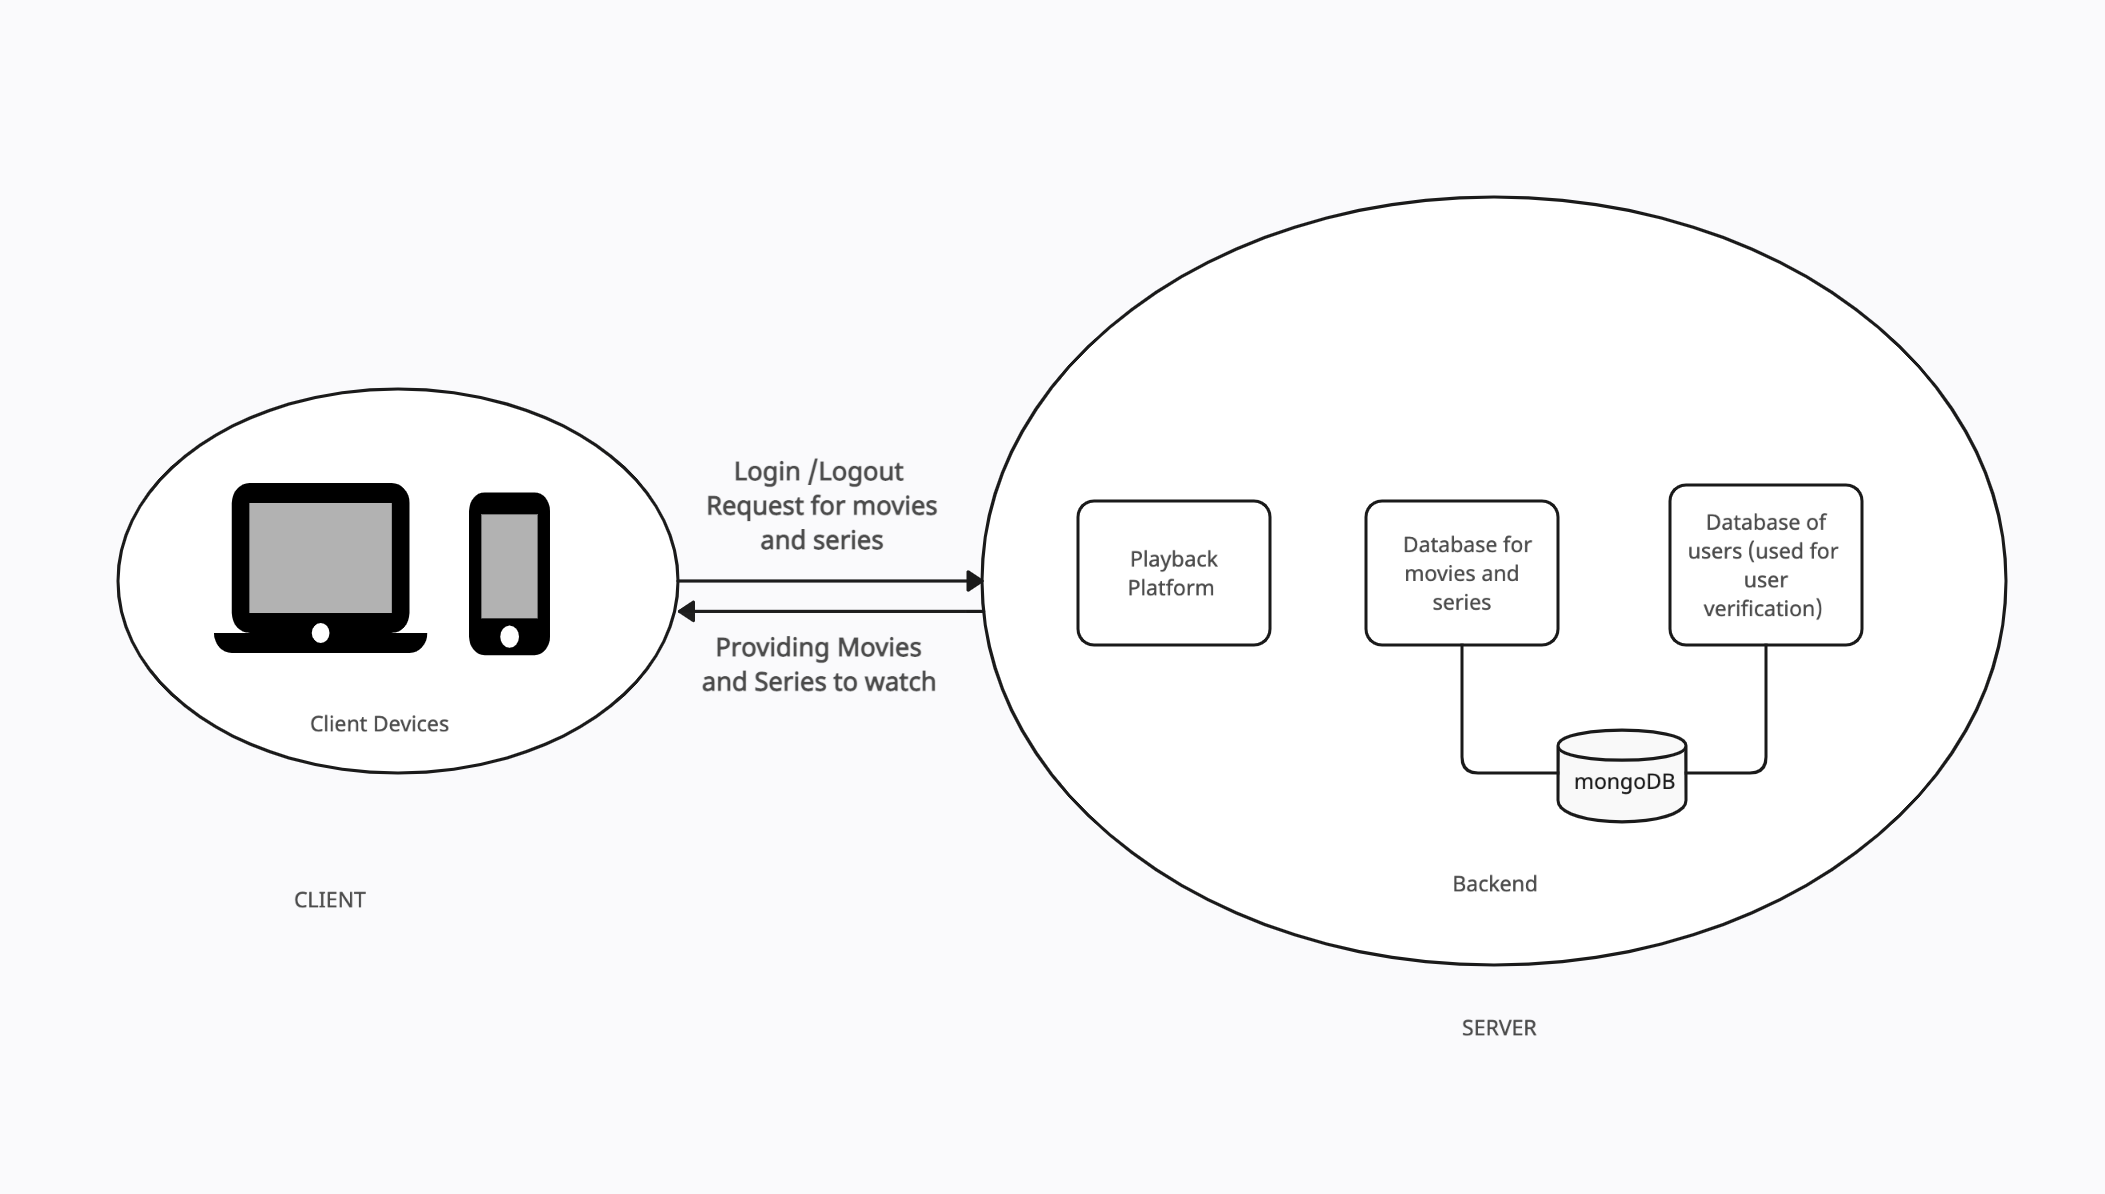 Login /Logout
Request for movies
and series
Providing Movies
and Series to watch
Client Devices
CLIENT
Playback
Platform
Database for
movies and
series
Database of
users (used for
user
verification)
mongoDB
Backend
SERVER